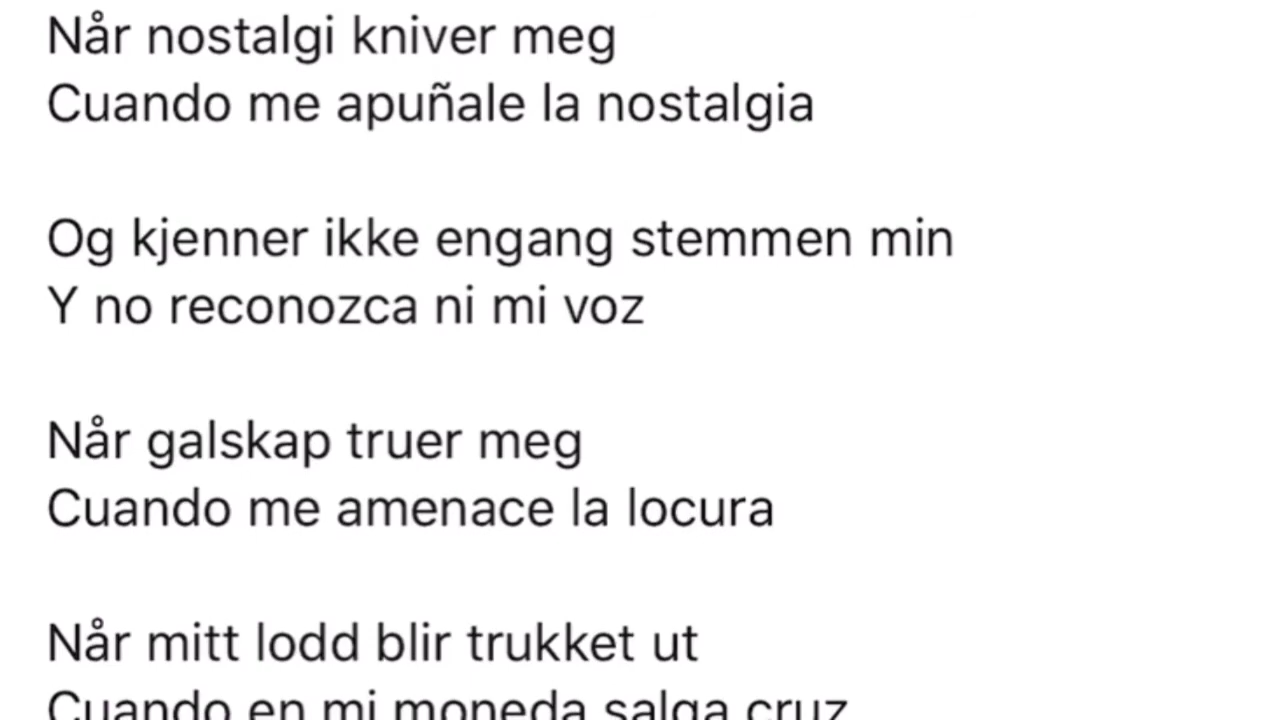 Når nostalgi kniver meg
Cuando me apuñale la nostalgia
Og kjenner ikke engang stemmen min
Y no reconozca ni mi voz
Når galskap truer meg
Cuando me amenace la locura
Når mitt lodd blir trukket ut
Cuando en mi moneda salga cruz